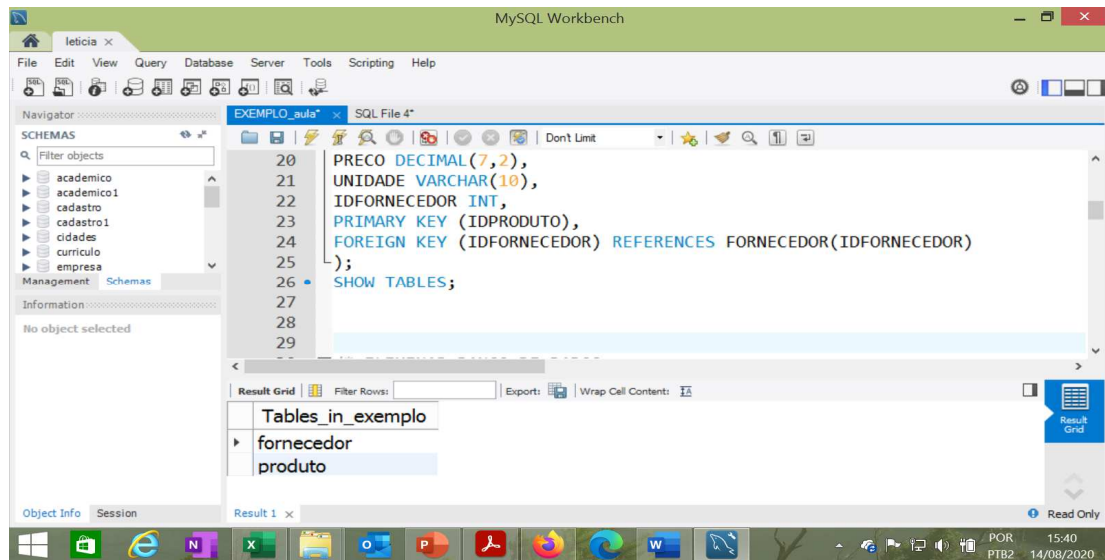 MySQL Workbench
leticia ×
File Edit View Query Database Server Tools Scripting Help
Navigator
EXEMPLO_aula* × SQL File 4*
SCHEMAS
Filter objects
academico
academico1
cadastro
cadastro1
cidades
curriculo
empresa
Management Schemas
Information
No object selected
Don't Limit
20 PRECO DECIMAL(7,2),
21 UNIDADE VARCHAR(10),
22 IDFORNECEDOR INT,
23 PRIMARY KEY (IDPRODUTO),
24 FOREIGN KEY (IDFORNECEDOR) REFERENCES FORNECEDOR(IDFORNECEDOR)
25 );
26 SHOW TABLES;
27
28
29
Result Grid Filter Rows: Export: Wrap Cell Content:
Tables_in_exemplo
fornecedor
produto
Result Grid
Object Info Session
Result 1 ×
Read Only
POR 15:40
PTB2 14/08/2020